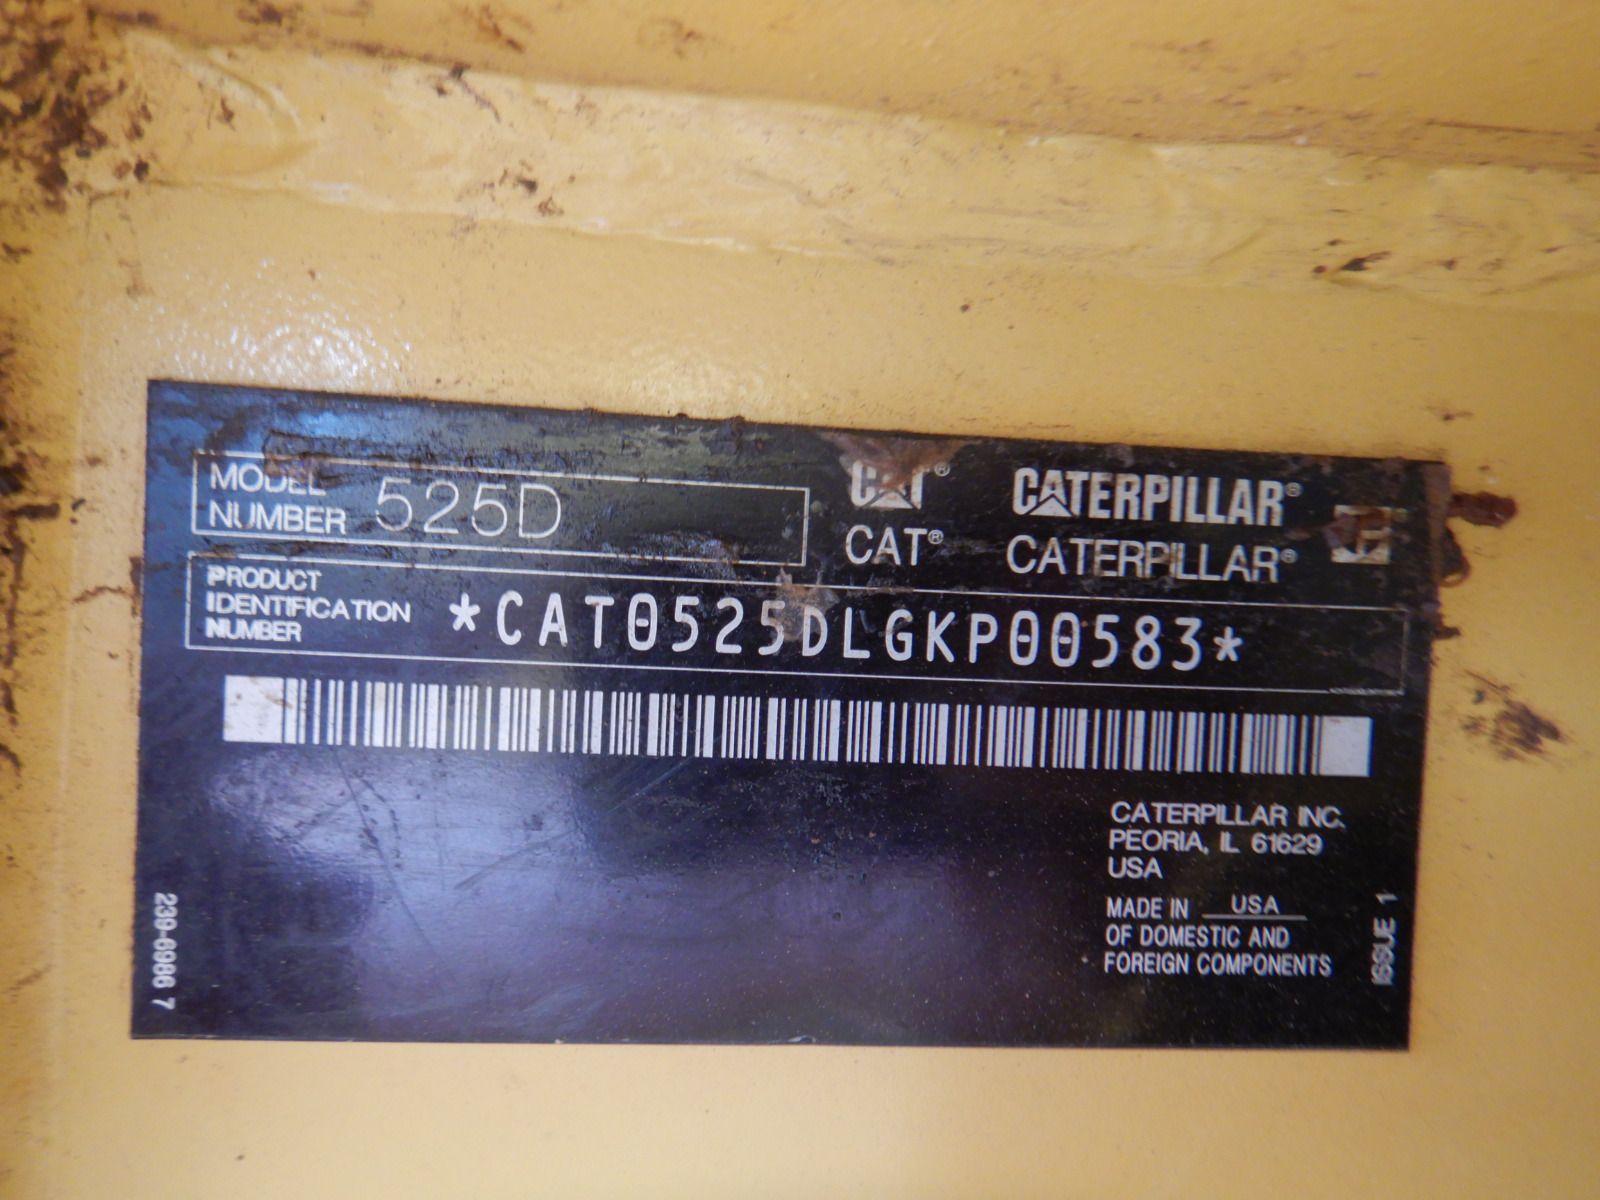 MODEL
NUMBER 525D
CAT® CATERPILLAR®
CAT® CATERPILLAR®
PRODUCT
IDENTIFICATION
NUMBER
*CAT0525DLGKP00583*
CATERPILLAR INC.
PEORIA, IL 61629
USA
MADE IN USA
OF DOMESTIC AND
FOREIGN COMPONENTS
239-6986 7
ISSUE 1